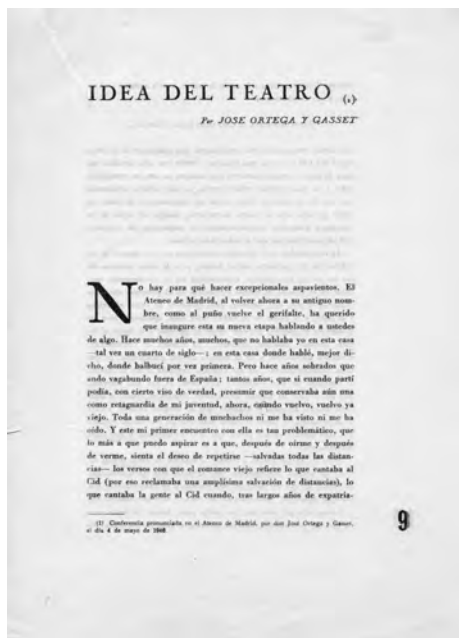 IDEA DEL TEATRO (1)
Por JOSE ORTEGA Y GASSET
No hay para qué hacer excepcionales aspavientos. El
Ateneo de Madrid, al volver ahora a su antiguo nom-
bre, como al puño vuelve el gerifalte, ha querido
que inaugure esta su nueva etapa hablando a ustedes
de algo. Hace muchos años, muchos, que no hablaba yo en esta casa
—tal vez un cuarto de siglo—; en esta casa donde hablé, mejor di-
cho, donde balbucí por vez primera. Pero hace años sobrados que
ando vagabundo fuera de España; tantos años, que si cuando partí
podía, con cierto viso de verdad, presumir que conservaba aún una
como retaguardia de mi juventud, ahora, cuando vuelvo, vuelvo ya
viejo. Toda una generación de muchachos ni me ha visto ni me ha
oído. Y este mi primer encuentro con ella es tan problemático, que
lo más a que puedo aspirar es a que, después de oirme y después
de verme, sienta el deseo de repetirse —salvadas todas las distan-
cias— los versos con que el romance viejo refiere lo que cantaba al
Cid (por eso reclamaba una amplísima salvación de distancias), lo
que cantaba la gente al Cid cuando, tras largos años de expatria-
(1) Conferencia pronunciada en el Ateneo de Madrid, por don José Ortega y Gasset,
el día 4 de mayo de 1946.
9